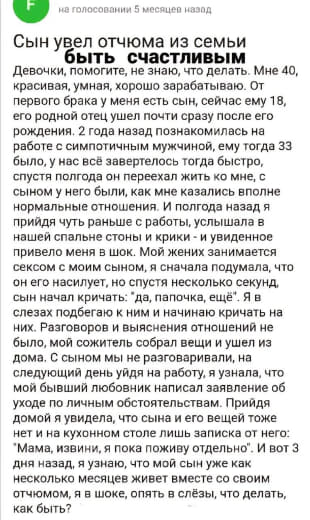 F
на голосовании 5 месяцев назад
Сын увел отчюма из семьи
быть счастливым
Девочки, помогите, не знаю, что делать. Мне 40,
красивая, умная, хорошо зарабатываю. От
первого брака у меня есть сын, сейчас ему 18,
его родной отец ушел почти сразу после его
рождения. 2 года назад познакомилась на
работе с симпотичным мужчиной, ему тогда 33
было, у нас всё завертелось тогда быстро,
спустя полгода он переехал жить ко мне, с
сыном у него были, как мне казались вполне
нормальные отношения. И полгода назад я
прийдя чуть раньше с работы, услышала в
нашей спальне стоны и крики - и увиденное
привело меня в шок. Мой жених занимается
сексом с моим сыном, я сначала подумала, что
он его насилует, но спустя несколько секунд,
сын начал кричать: "да, папочка, ещё". Я в
слезах подбегаю к ним и начинаю кричать на
них. Разговоров и выяснения отношений не
было, мой сожитель собрал вещи и ушел из
дома. С сыном мы не разговаривали, на
следующий день уйдя на работу, я узнала, что
мой бывший любовник написал заявление об
уходе по личным обстоятельствам. Прийдя
домой я увидела, что сына и его вещей тоже
нет и на кухонном столе лишь записка от него:
"Мама, извини, я пока поживу отдельно". И вот 3
дня назад, я узнаю, что мой сын уже как
несколько месяцев живет вместе со своим
отчюмом, я в шоке, опять в слёзы, что делать,
как быть?